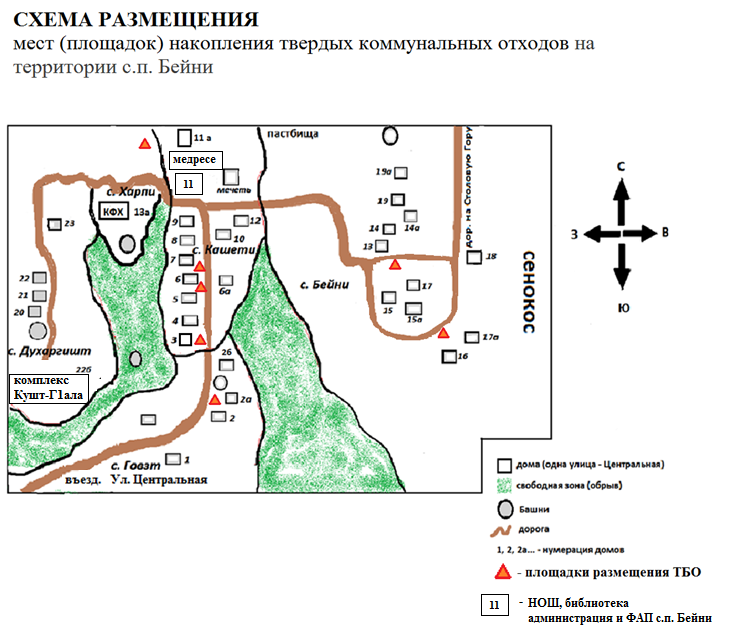 СХЕМА РАЗМЕЩЕНИЯ
мест (площадок) накопления твердых коммунальных отходов на
территории с.п. Бейни
11 а
пастбища
медресе
11
мечеть
с. Харпи
КФХ
13а
23
22
21
20
с. Духаргишт
22б
комплекс
Кушт-Г1ала
9
8
7
6
5
4
3
с. Кашети
12
10
6а
2б
2а
2
1
с. Говэт
въезд. Ул. Центральная
с. Бейни
19а
19
14а
14
13
дор. на Столовую Гору
18
17
15
15а
17а
16
сенокос
С
З
В
Ю
дома (одна улица - Центральная)
свободная зона (обрыв)
Башни
дорога
1, 2, 2а... - нумерация домов
- площадки размещения ТБО
11 - НОШ, библиотека
администрация и ФАП с.п. Бейни